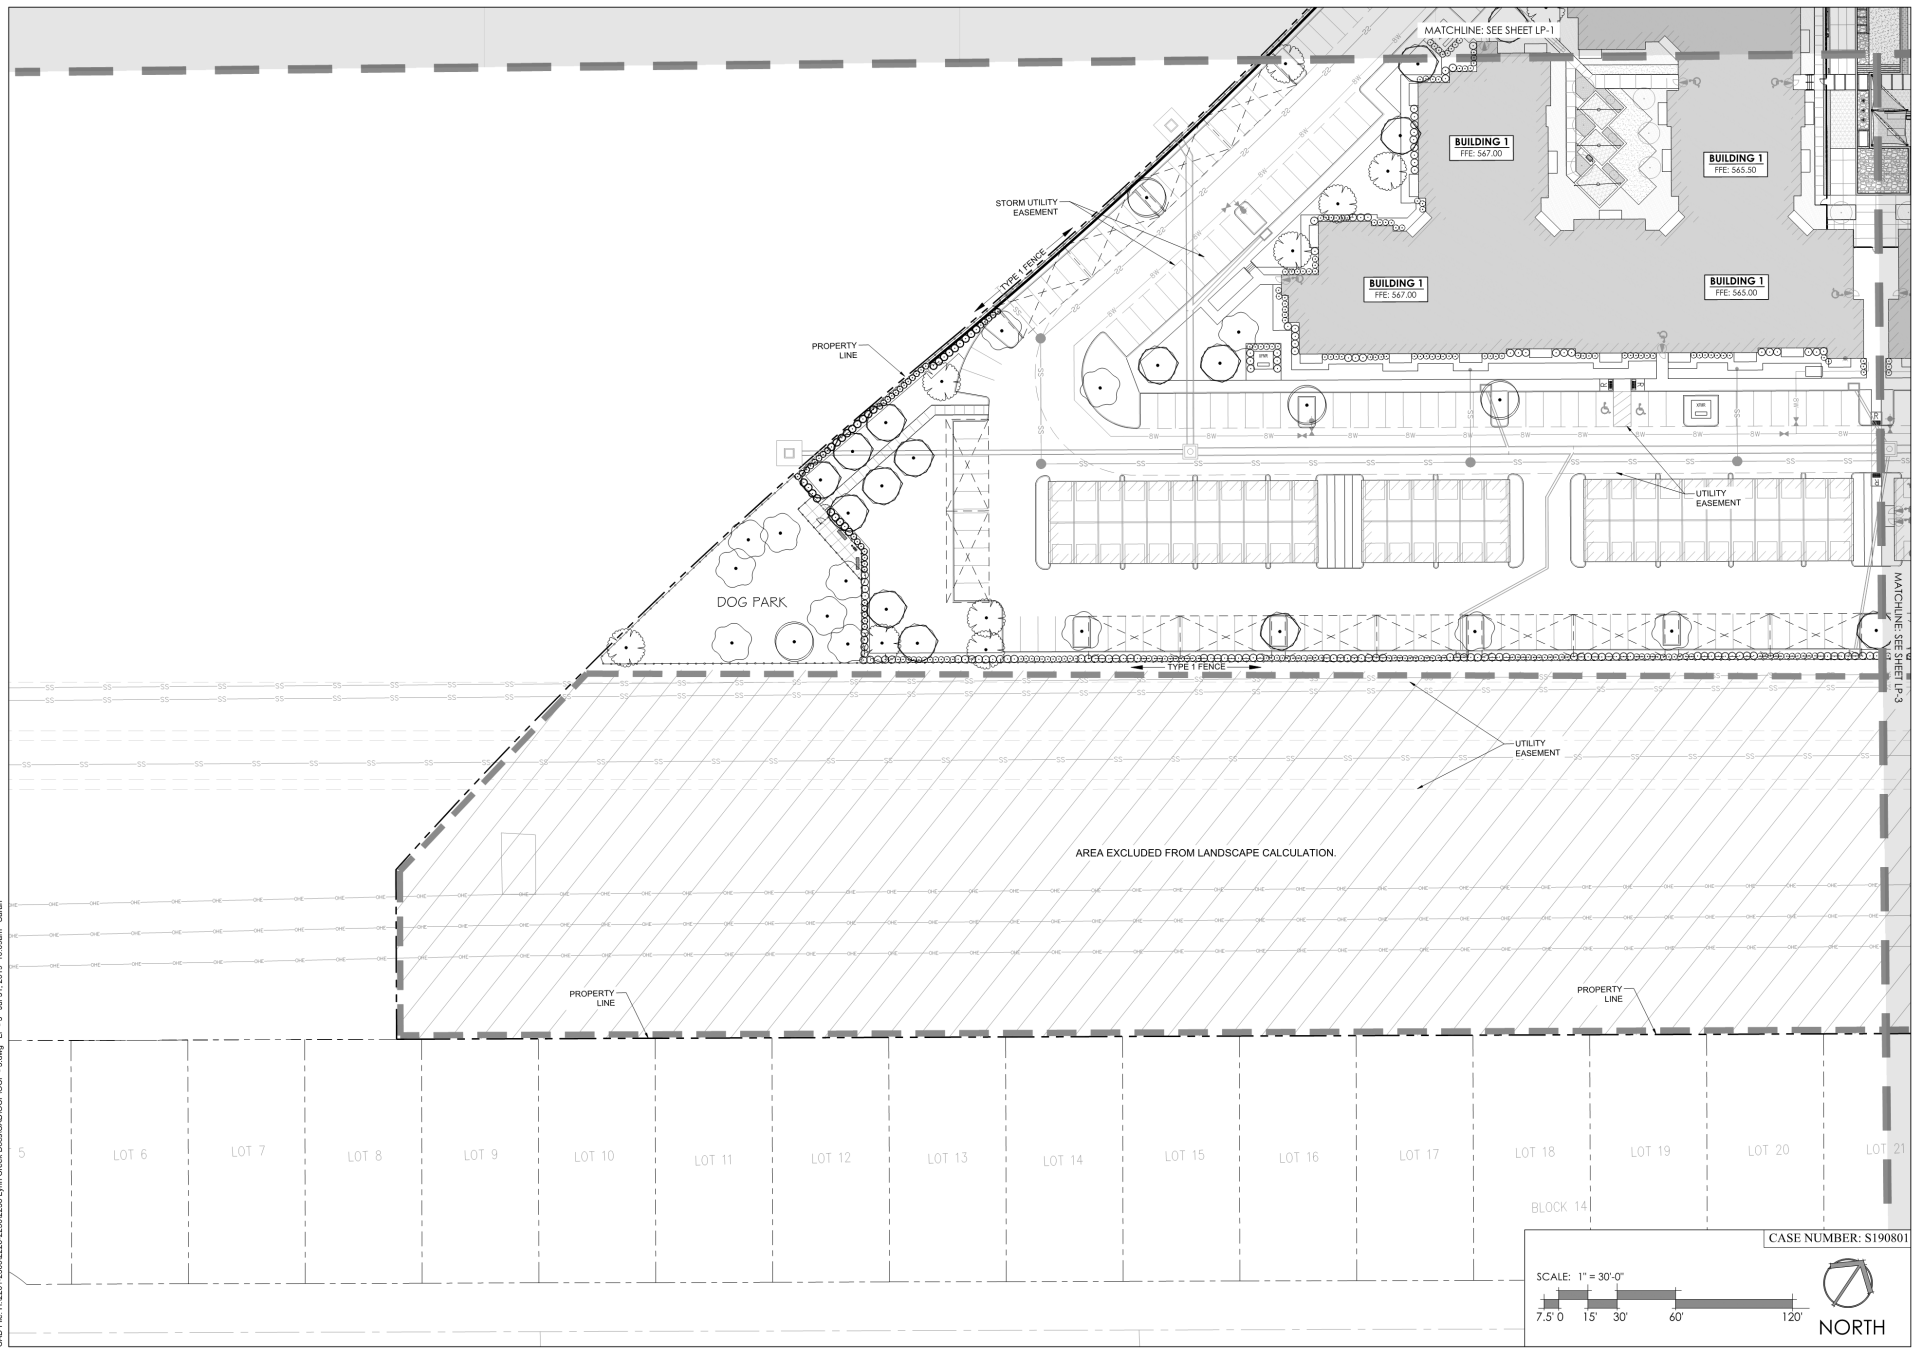 MATCHLINE: SEE SHEET LP-1
BUILDING 1
FFE: 567.00
BUILDING 1
FFE: 565.50
STORM UTILITY
EASEMENT
TYPE 1 FENCE
BUILDING 1
FFE: 567.00
BUILDING 1
FFE: 565.00
PROPERTY
LINE
UTILITY
EASEMENT
DOG PARK
TYPE 1 FENCE
MATCHLINE: SEE SHEET LP-3
UTILITY
EASEMENT
AREA EXCLUDED FROM LANDSCAPE CALCULATION.
PROPERTY
LINE
PROPERTY
LINE
5
LOT 6
LOT 7
LOT 8
LOT 9
LOT 10
LOT 11
LOT 12
LOT 13
LOT 14
LOT 15
LOT 16
LOT 17
LOT 18
LOT 19
LOT 20
LOT 21
BLOCK 14
CASE NUMBER: S190801
SCALE: 1" = 30'-0"
7.5' 0 15' 30' 60' 120'
NORTH